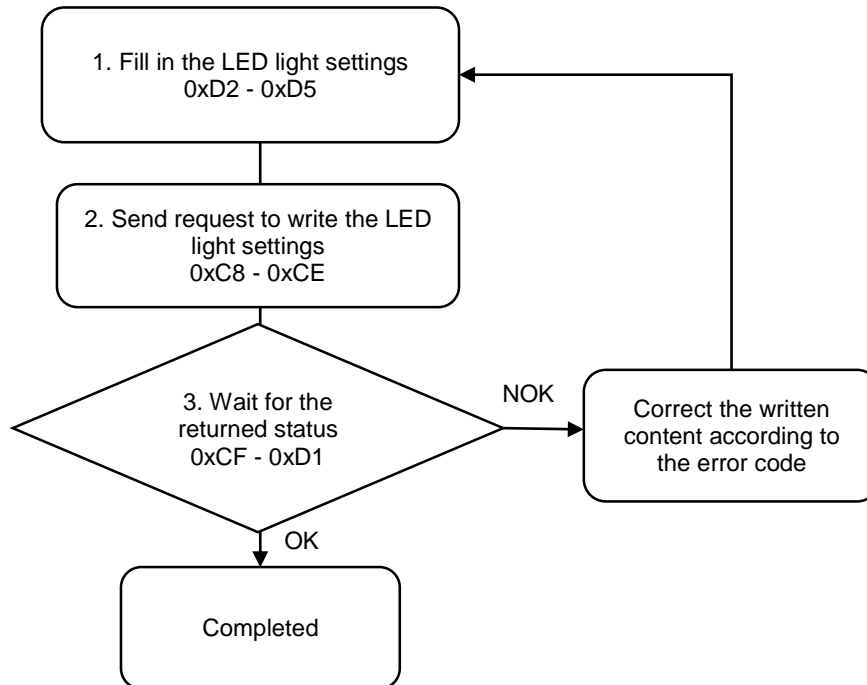 1. Fill in the LED light settings
0xD2 - 0xD5
2. Send request to write the LED
light settings
0xC8 - 0xCE
3. Wait for the
returned status
0xCF - 0xD1
NOK
Correct the written
content according to
the error code
OK
Completed